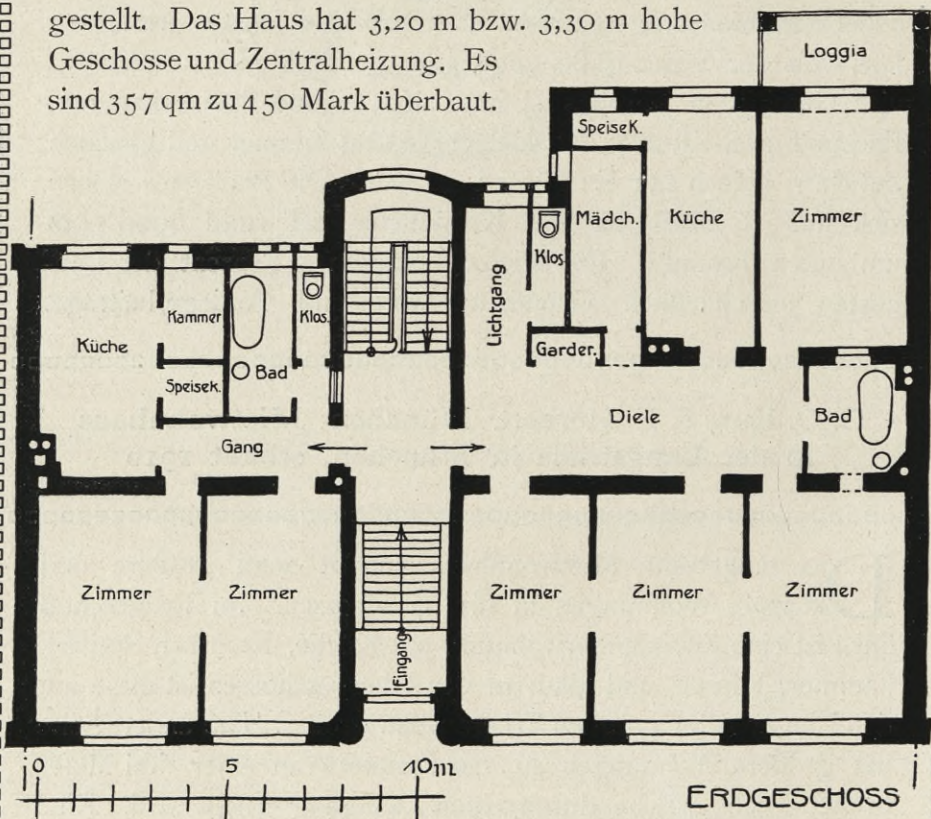 gestellt. Das Haus hat 3,20 m bzw. 3,30 m hohe
Geschosse und Zentralheizung. Es
sind 357 qm zu 450 Mark überbaut.
Loggia
Speisek.
Mädch.
Küche
Zimmer
Klos.
Lichtgang
Garder.
Küche
Kammer
Klos.
Speisek.
Bad
Gang
Diele
Bad
Zimmer
Zimmer
Eingang
Zimmer
Zimmer
Zimmer
0 5 10m
ERDGESCHOSS